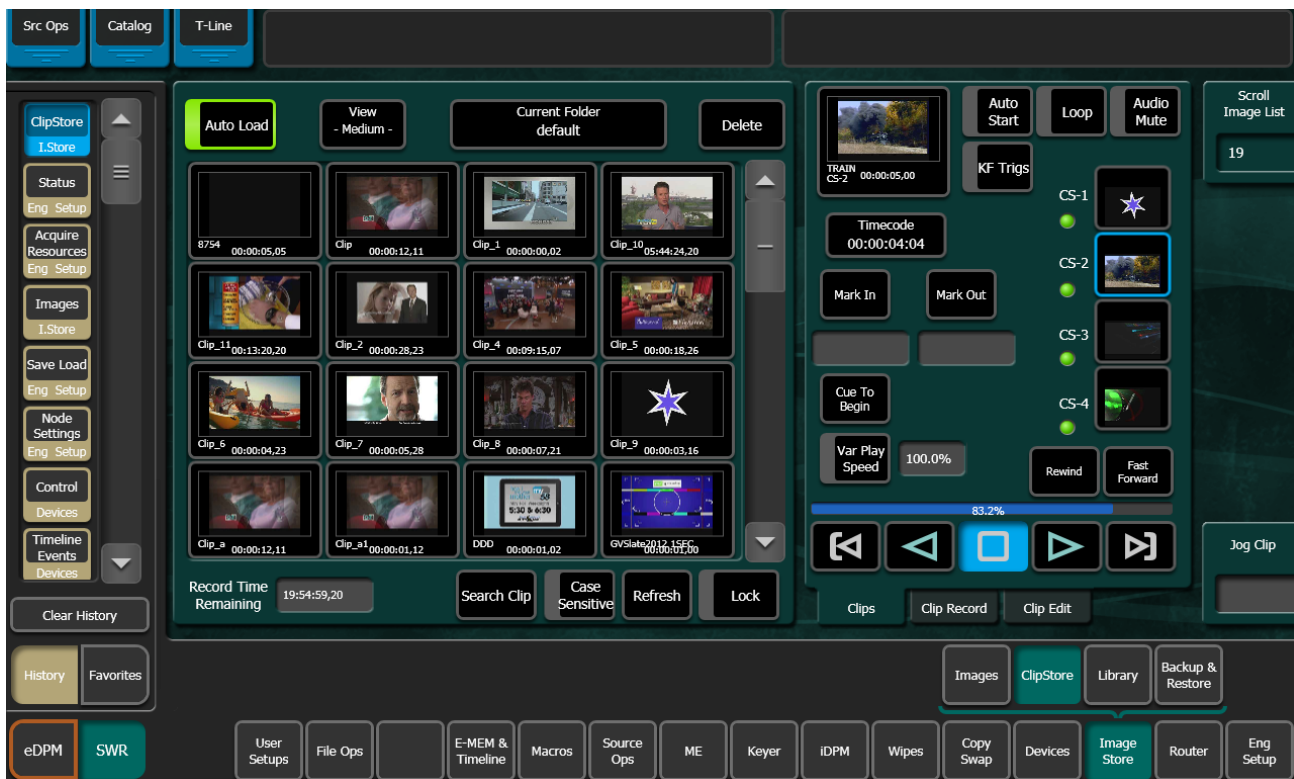 Src Ops
Catalog
T-Line
ClipStore
I.Store
Status
Eng Setup
Acquire
Resources
Eng Setup
Images
I.Store
Save Load
Eng Setup
Node
Settings
Eng Setup
Control
Devices
Timeline
Events
Devices
Clear History
History
Favorites
eDPM
SWR
Auto Load
View
- Medium -
Current Folder
default
Delete
8754 00:00:05,05
Clip 00:00:12,11
Clip_1 00:00:00,02
Clip_10 05:44:24,20
Clip_11 00:13:20,20
Clip_2 00:00:28,23
Clip_4 00:09:15,07
Clip_5 00:00:18,26
Clip_6 00:00:04,23
Clip_7 00:00:05,28
Clip_8 00:00:07,21
Clip_9 00:00:03,16
5:30 & 6:30
Clip_a 00:00:12,11
Clip_a1 00:00:01,12
DDD 00:00:01,02
GVSlate2012_1SEC 00:00:01,00
Record Time
Remaining
19:54:59,20
Search Clip
Case
Sensitive
Refresh
Lock
TRAIN
CS-2 00:00:05,00
Auto
Start
Loop
Audio
Mute
KF Trigs
Timecode
00:00:04:04
Mark In
Mark Out
Cue To
Begin
Var Play
Speed
100.0%
CS-1
CS-2
CS-3
CS-4
Rewind
Fast
Forward
83.2%
Clips
Clip Record
Clip Edit
Scroll
Image List
19
Jog Clip
Images
ClipStore
Library
Backup &
Restore
User
Setups
File Ops
E-MEM &
Timeline
Macros
Source
Ops
ME
Keyer
iDPM
Wipes
Copy
Swap
Devices
Image
Store
Router
Eng
Setup